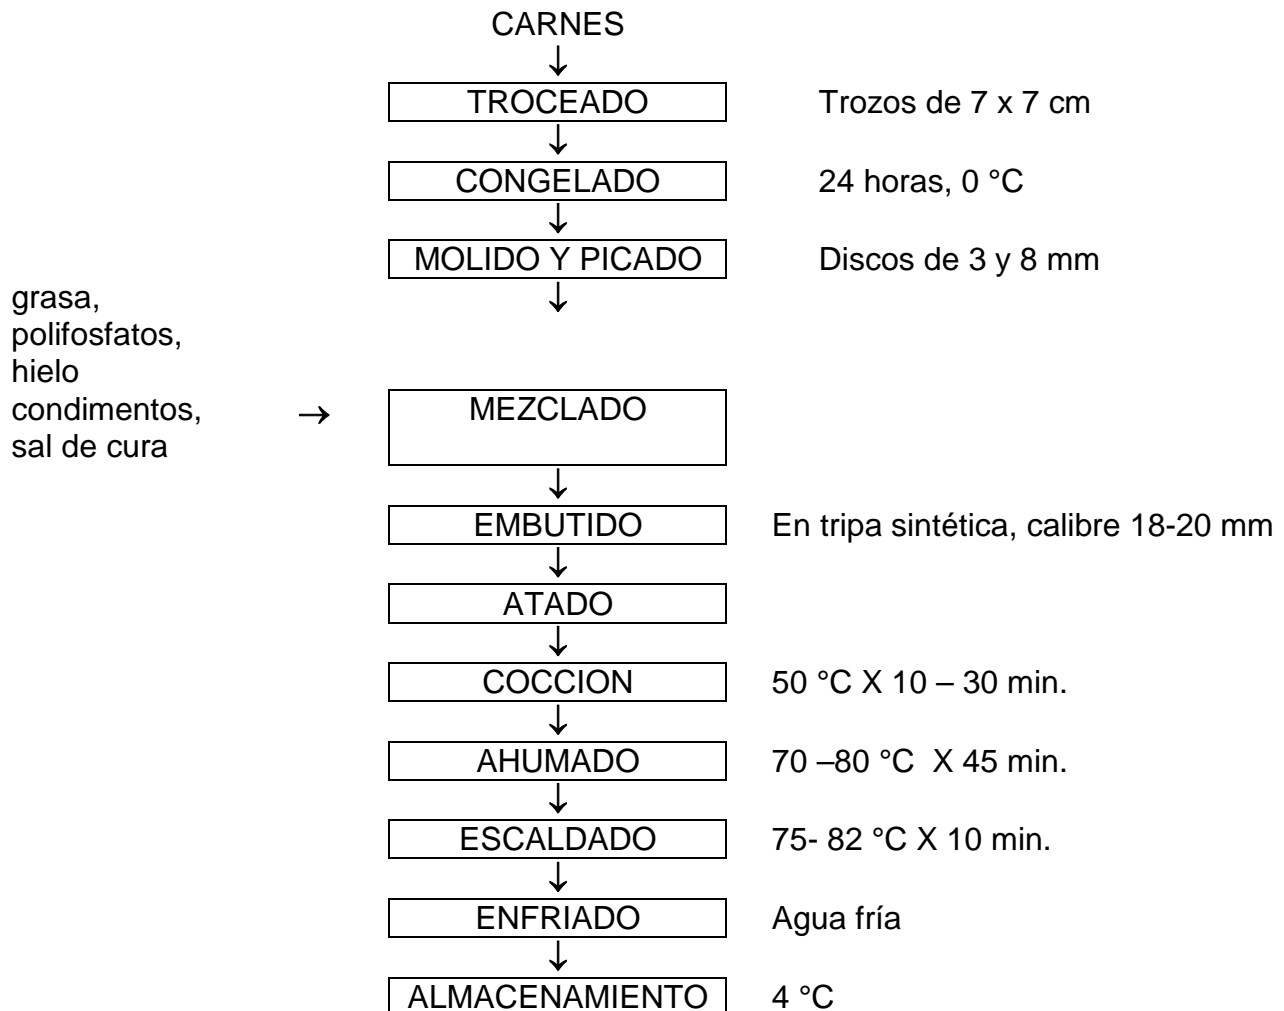 CARNES
↓
TROCEADO Trozos de 7 x 7 cm
↓
CONGELADO 24 horas, 0 °C
↓
MOLIDO Y PICADO Discos de 3 y 8 mm
↓
grasa,
polifosfatos,
hielo
condimentos,
sal de cura
→ MEZCLADO
↓
EMBUTIDO En tripa sintética, calibre 18-20 mm
↓
ATADO
↓
COCCION 50 °C X 10 – 30 min.
↓
AHUMADO 70 –80 °C X 45 min.
↓
ESCALDADO 75- 82 °C X 10 min.
↓
ENFRIADO Agua fría
↓
ALMACENAMIENTO 4 °C